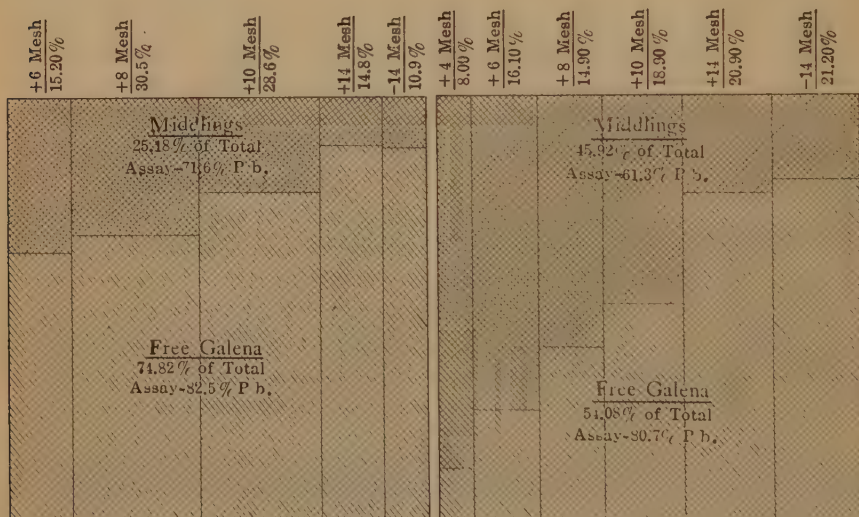 +6 Mesh
15.20%
+8 Mesh
30.5%
+10 Mesh
28.6%
+14 Mesh
14.8%
-14 Mesh
10.9%
+4 Mesh
8.00%
+6 Mesh
16.10%
+8 Mesh
14.90%
+10 Mesh
18.90%
+14 Mesh
20.90%
-14 Mesh
21.20%
Middlings
25.18% of Total
Assay-71.6% Pb.
Free Galena
74.82% of Total
Assay-82.5% Pb.
Middlings
45.92% of Total
Assay-61.3% Pb.
Free Galena
54.08% of Total
Assay-80.7% Pb.